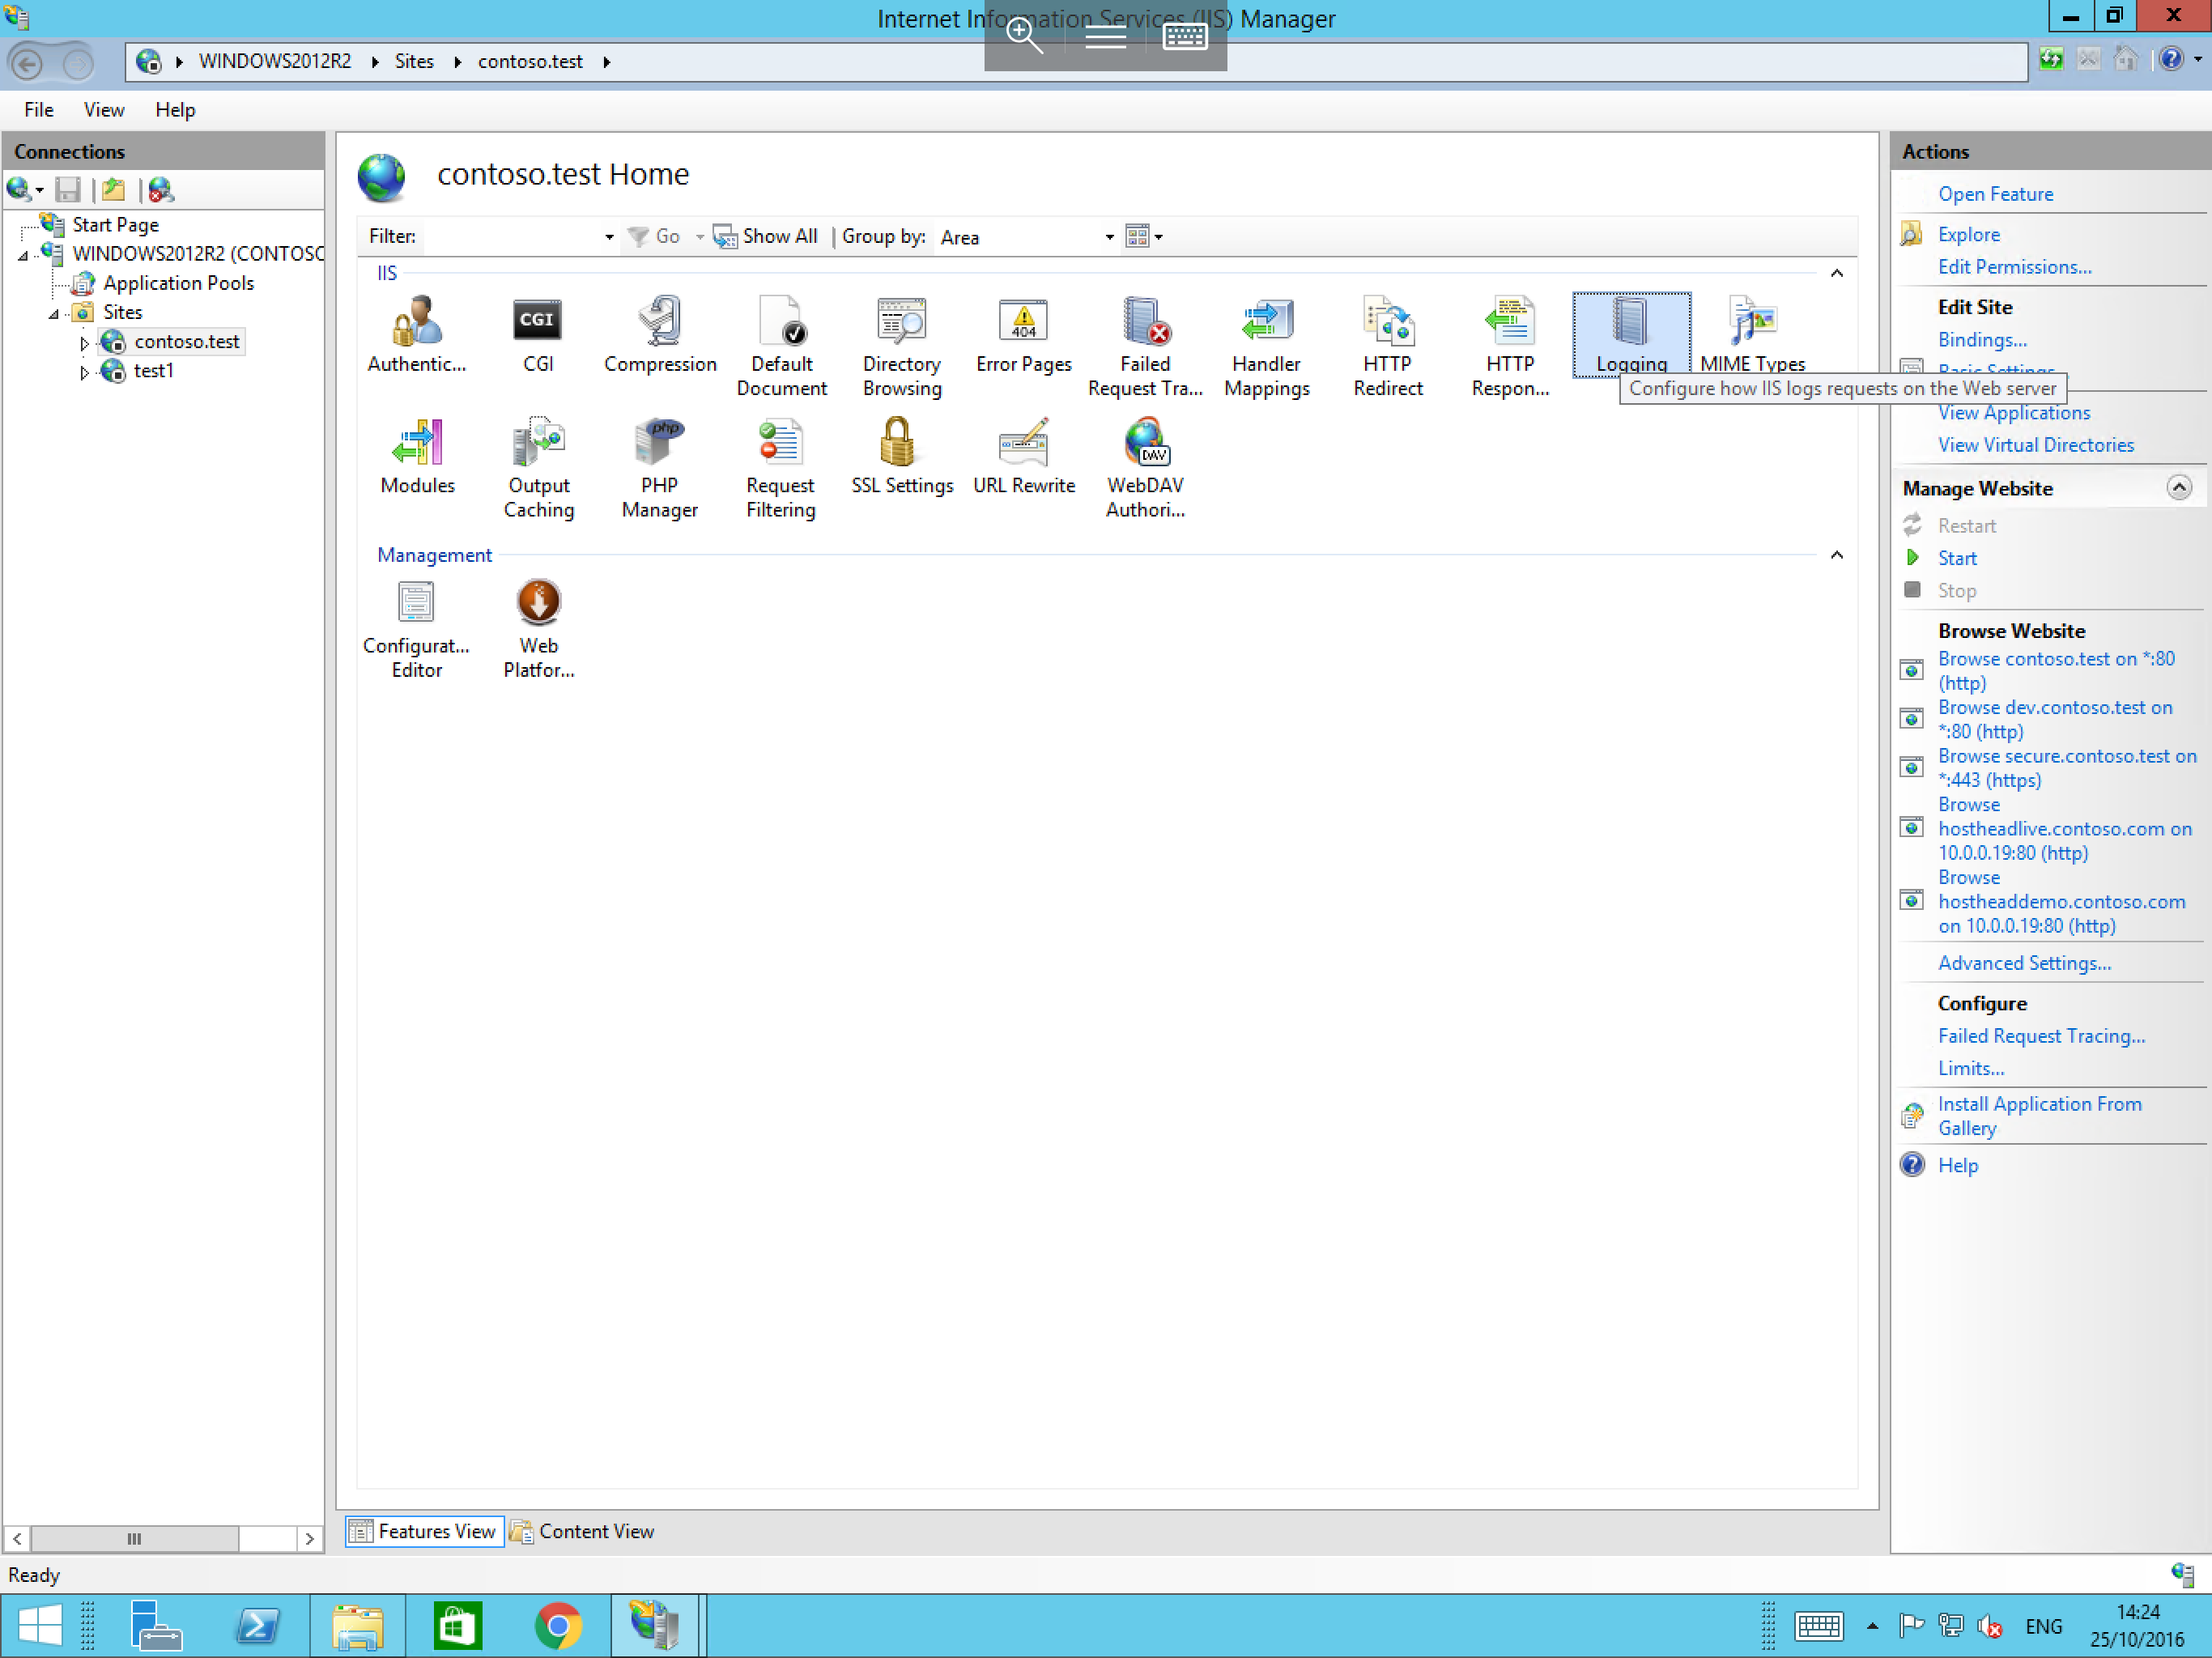 Internet Information Services (IIS) Manager
WINDOWS2012R2
Sites
contoso.test
File
View
Help
Connections
Start Page
WINDOWS2012R2 (CONTOSC
Application Pools
Sites
contoso.test
test1
contoso.test Home
Filter:
Go
Show All
Group by:
Area
IIS
Authentic...
CGI
CGI
Compression
Default
Document
Directory
Browsing
404
Error Pages
Failed
Request Tra...
Handler
Mappings
HTTP
Redirect
HTTP
Respon...
Logging
MIME Types
Configure how IIS logs requests on the Web server
Modules
Output
Caching
php
PHP
Manager
Request
Filtering
SSL Settings
URL Rewrite
DAV
WebDAV
Authori...
Management
Configurat...
Editor
Web
Platfor...
Features View
Content View
Actions
Open Feature
Explore
Edit Permissions...
Edit Site
Bindings...
Basic Settings...
View Applications
View Virtual Directories
Manage Website
Restart
Start
Stop
Browse Website
Browse contoso.test on *:80
(http)
Browse dev.contoso.test on
*:80 (http)
Browse secure.contoso.test on
*:443 (https)
Browse
hostheadlive.contoso.com on
10.0.0.19:80 (http)
Browse
hostheaddemo.contoso.com
on 10.0.0.19:80 (http)
Advanced Settings...
Configure
Failed Request Tracing...
Limits...
Install Application From
Gallery
Help
Ready
ENG
14:24
25/10/2016